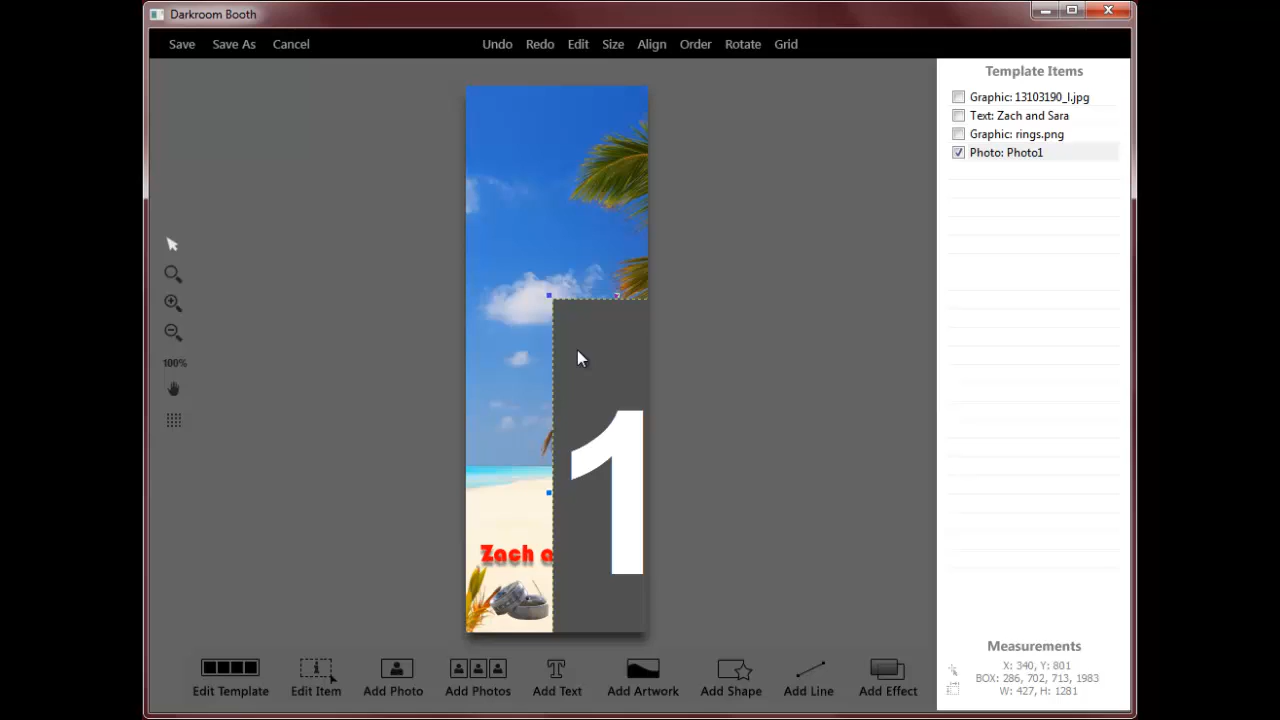 Darkroom Booth
Save Save As Cancel Undo Redo Edit Size Align Order Rotate Grid
Template Items
Graphic: 13103190_l.jpg
Text: Zach and Sara
Graphic: rings.png
Photo: Photo1
100%
1
Zach a
Edit Template Edit Item Add Photo Add Photos Add Text Add Artwork Add Shape Add Line Add Effect
Measurements
X: 340, Y: 801
BOX: 286, 702, 713, 1983
W: 427, H: 1281